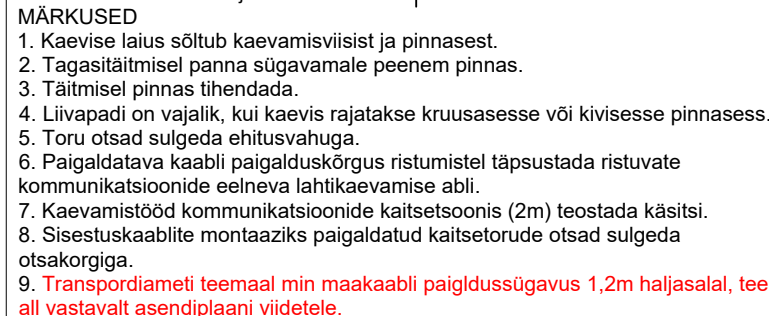 MÄRKUSED
1. Kaevise laius sõltub kaevamisviisist ja pinnasest.
2. Tagasitäitmisel panna sügavamale peenem pinnas.
3. Täitmisel pinnas tihendada.
4. Liivapadi on vajalik, kui kaevis rajatakse kruusasesse või kivisesse pinnasess.
5. Toru otsad sulgeda ehitusvahuga.
6. Paigaldatava kaabli paigalduskõrgus ristumistel täpsustada ristuvate
kommunikatsioonide eelneva lahtikaevamise abli.
7. Kaevamistööd kommunikatsioonide kaitsetsoonis (2m) teostada käsitsi.
8. Sisestuskaablite montaaziks paigaldatud kaitsetorude otsad sulgeda
otsakorgiga.
9. Transpordiameti teemaal min maakaabli paigldussügavus 1,2m haljasalal, tee
all vastavalt asendiplaani viidetele.